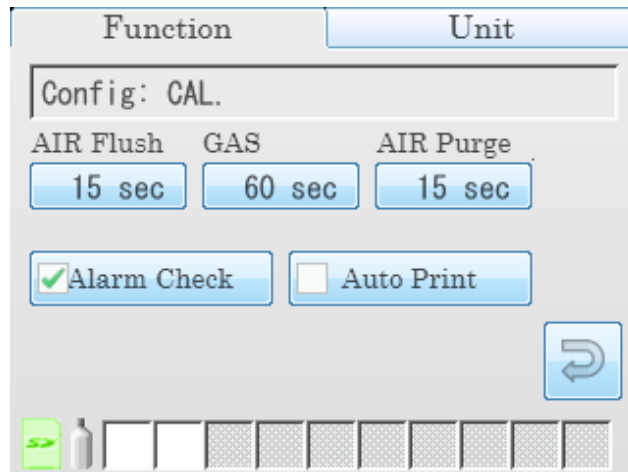 Function Unit
Config: CAL.
AIR Flush GAS AIR Purge
15 sec 60 sec 15 sec
Alarm Check Auto Print
SD